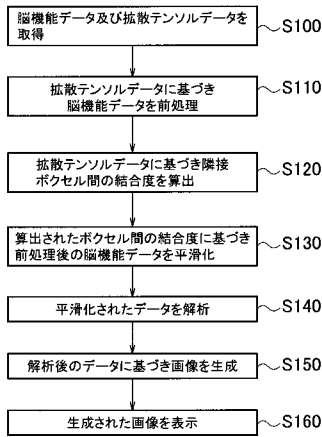 脳機能データ及び拡散テンソルデータを
取得
S100
拡散テンソルデータに基づき
脳機能データを前処理
S110
拡散テンソルデータに基づき隣接
ボクセル間の結合度を算出
S120
算出されたボクセル間の結合度に基づき
前処理後の脳機能データを平滑化
S130
平滑化されたデータを解析
S140
解析後のデータに基づき画像を生成
S150
生成された画像を表示
S160